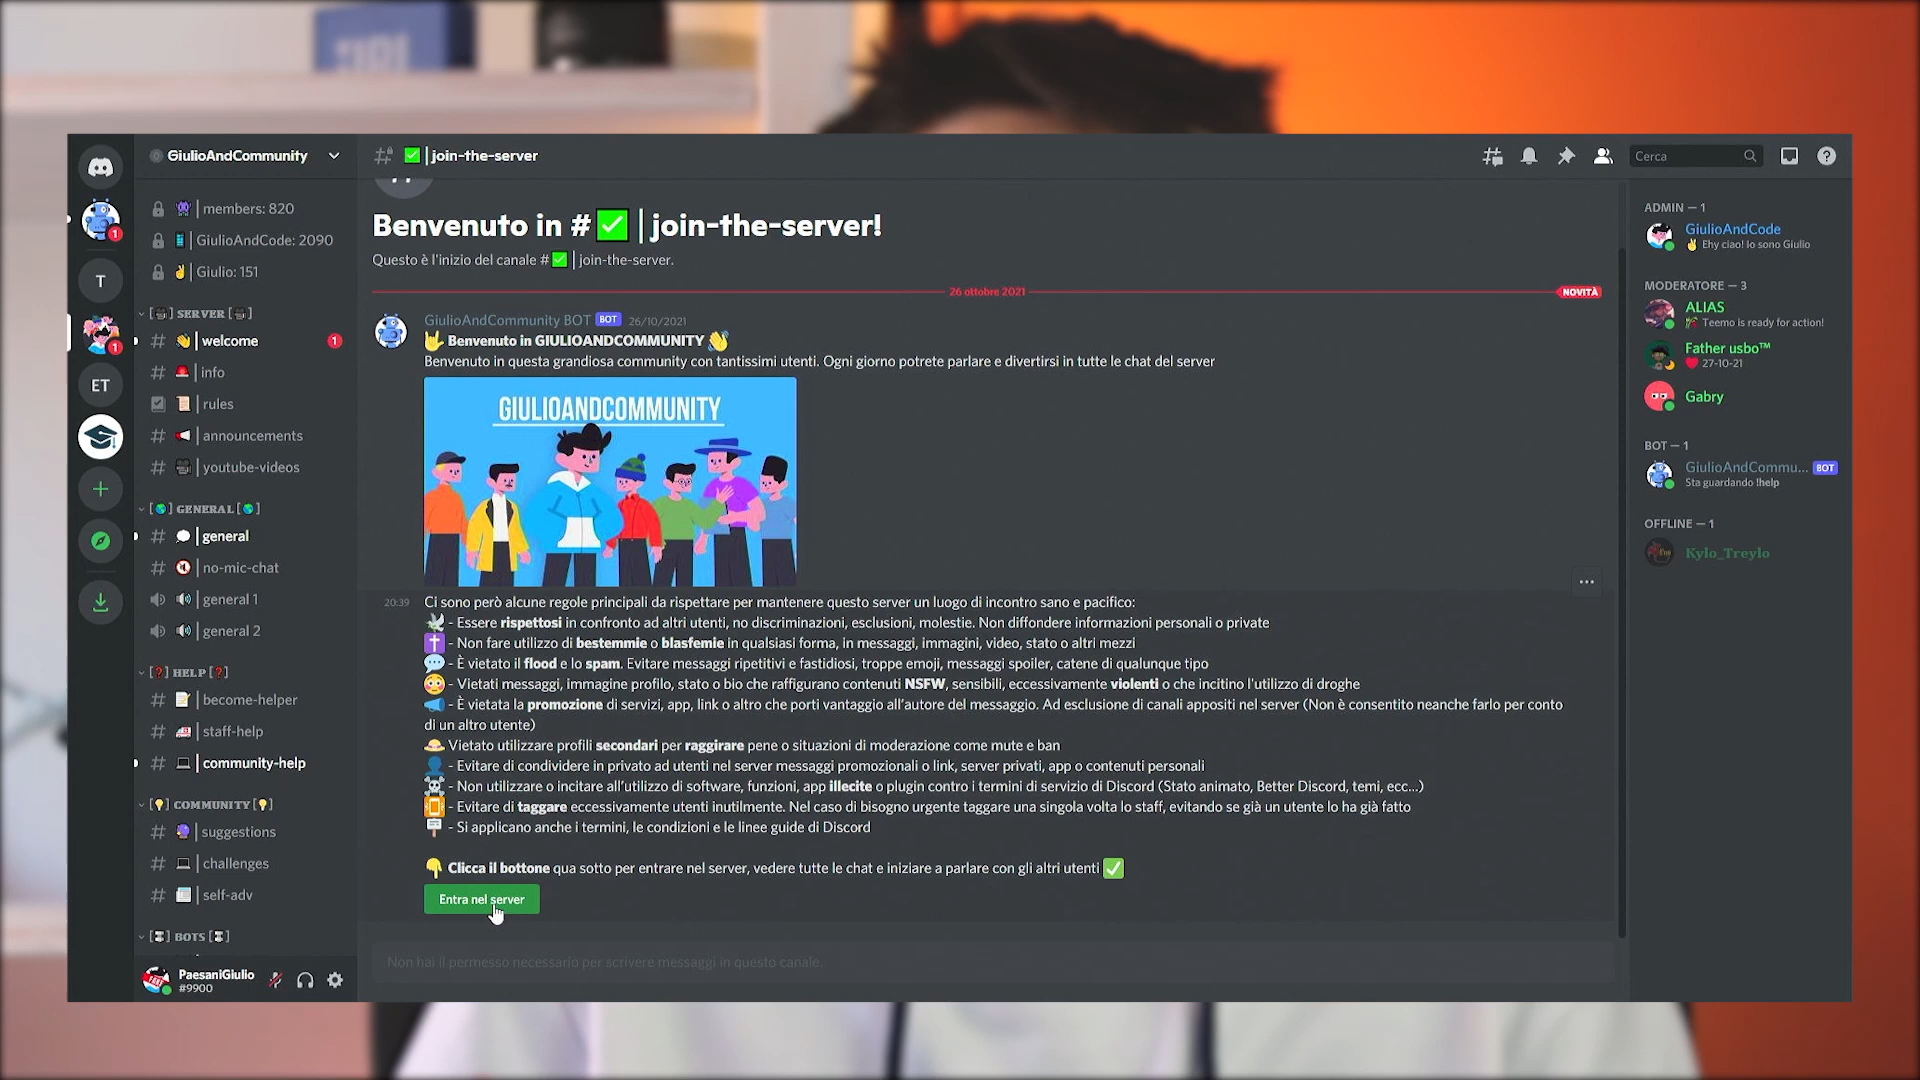 GiulioAndCommunity
members: 820
GiulioAndCode: 2090
Giulio: 151
SERVER
welcome
1
info
rules
announcements
youtube-videos
GENERAL
general
no-mic-chat
general 1
general 2
HELP
become-helper
staff-help
community-help
COMMUNITY
suggestions
challenges
self-adv
BOTS
PaesaniGiulio
#9900
T
1
1
ET
join-the-server
Cerca
Benvenuto in # ✅ | join-the-server!
Questo è l'inizio del canale # ✅ | join-the-server.
26 ottobre 2021
NOVITÀ
GiulioAndCommunity BOT BOT 26/10/2021
Benvenuto in GIULIOANDCOMMUNITY
Benvenuto in questa grandiosa community con tantissimi utenti. Ogni giorno potrete parlare e divertirsi in tutte le chat del server
GIULIOANDCOMMUNITY
20:39
Ci sono però alcune regole principali da rispettare per mantenere questo server un luogo di incontro sano e pacifico:
- Essere rispettosi in confronto ad altri utenti, no discriminazioni, esclusioni, molestie. Non diffondere informazioni personali o private
- Non fare utilizzo di bestemmie o blasfemie in qualsiasi forma, in messaggi, immagini, video, stato o altri mezzi
- È vietato il flood e lo spam. Evitare messaggi ripetitivi e fastidiosi, troppe emoji, messaggi spoiler, catene di qualunque tipo
- Vietati messaggi, immagine profilo, stato o bio che raffigurano contenuti NSFW, sensibili, eccessivamente violenti o che incitino l'utilizzo di droghe
- È vietata la promozione di servizi, app, link o altro che porti vantaggio all'autore del messaggio. Ad esclusione di canali appositi nel server (Non è consentito neanche farlo per conto
di un altro utente)
Vietato utilizzare profili secondari per raggirare pene o situazioni di moderazione come mute e ban
- Evitare di condividere in privato ad utenti nel server messaggi promozionali o link, server privati, app o contenuti personali
- Non utilizzare o incitare all'utilizzo di software, funzioni, app illecite o plugin contro i termini di servizio di Discord (Stato animato, Better Discord, temi, ecc...)
- Evitare di taggare eccessivamente utenti inutilmente. Nel caso di bisogno urgente taggare una singola volta lo staff, evitando se già un utente lo ha già fatto
- Si applicano anche i termini, le condizioni e le linee guide di Discord
Clicca il bottone qua sotto per entrare nel server, vedere tutte le chat e iniziare a parlare con gli altri utenti ✅
Entra nel server
Non hai il permesso necessario per scrivere messaggi in questo canale.
ADMIN — 1
GiulioAndCode
Ehy ciao! Io sono Giulio
MODERATORE — 3
ALIAS
Teemo is ready for action!
Father usbo™
27-10-21
Gabry
BOT — 1
GiulioAndCommu... BOT
Sta guardando !help
OFFLINE — 1
Kylo_Treylo